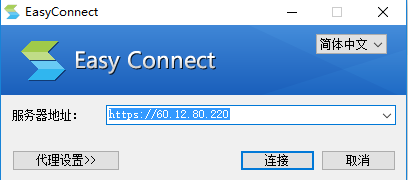 EasyConnect
简体中文
Easy Connect
服务器地址：
https://60.12.80.220
代理设置>>
连接
取消